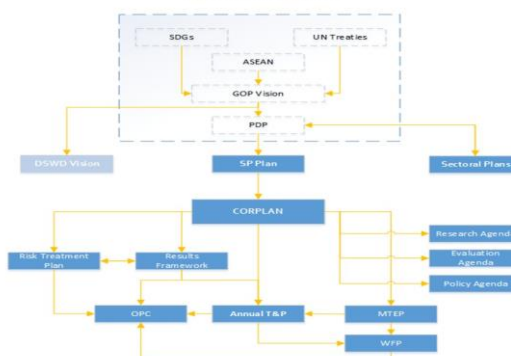 SDGs
UN Treaties
ASEAN
GOP Vision
PDP
DSWD Vision
SP Plan
Sectoral Plans
CORPLAN
Research Agenda
Risk Treatment
Plan
Results
Framework
Evaluation
Agenda
Policy Agenda
OPC
Annual T&P
MTEP
WFP